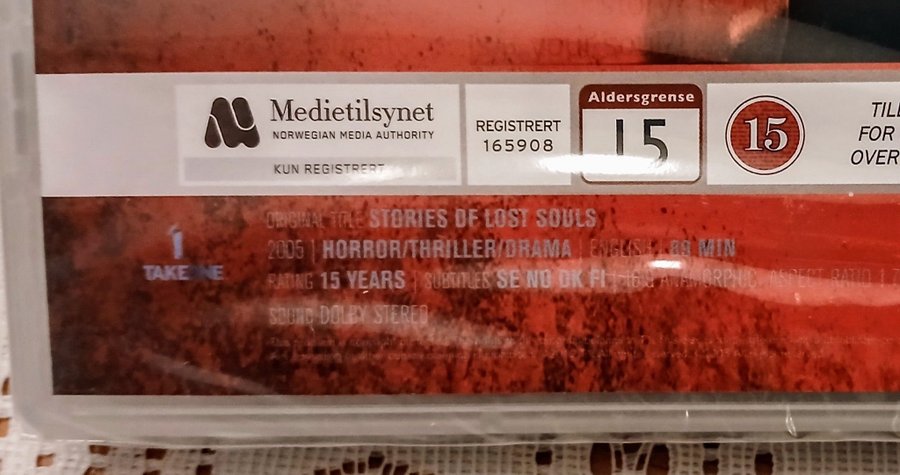 Medietilsynet
NORWEGIAN MEDIA AUTHORITY
KUN REGISTRERT
REGISTRERT
165908
Aldersgrense
15
15
TILL
FOR
OVER
ORIGINAL TITLE STORIES OF LOST SOULS
2005 | HORROR/THRILLER/DRAMA | ENGLISH | MIN
TAKE ONE
RATING 15 YEARS | SUBTITLES SE NO DK FI | 16:9 ANAMORPHIC, ASPECT RATIO
SOUND DOLBY STEREO